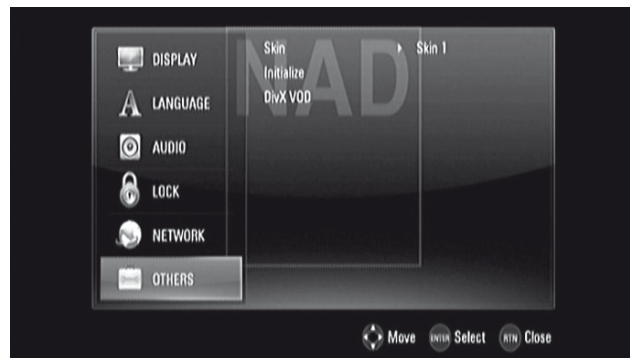 NAD
DISPLAY
LANGUAGE
AUDIO
LOCK
NETWORK
OTHERS
Skin Skin 1
Initialize
DivX VOD
Move ENTER Select RTN Close